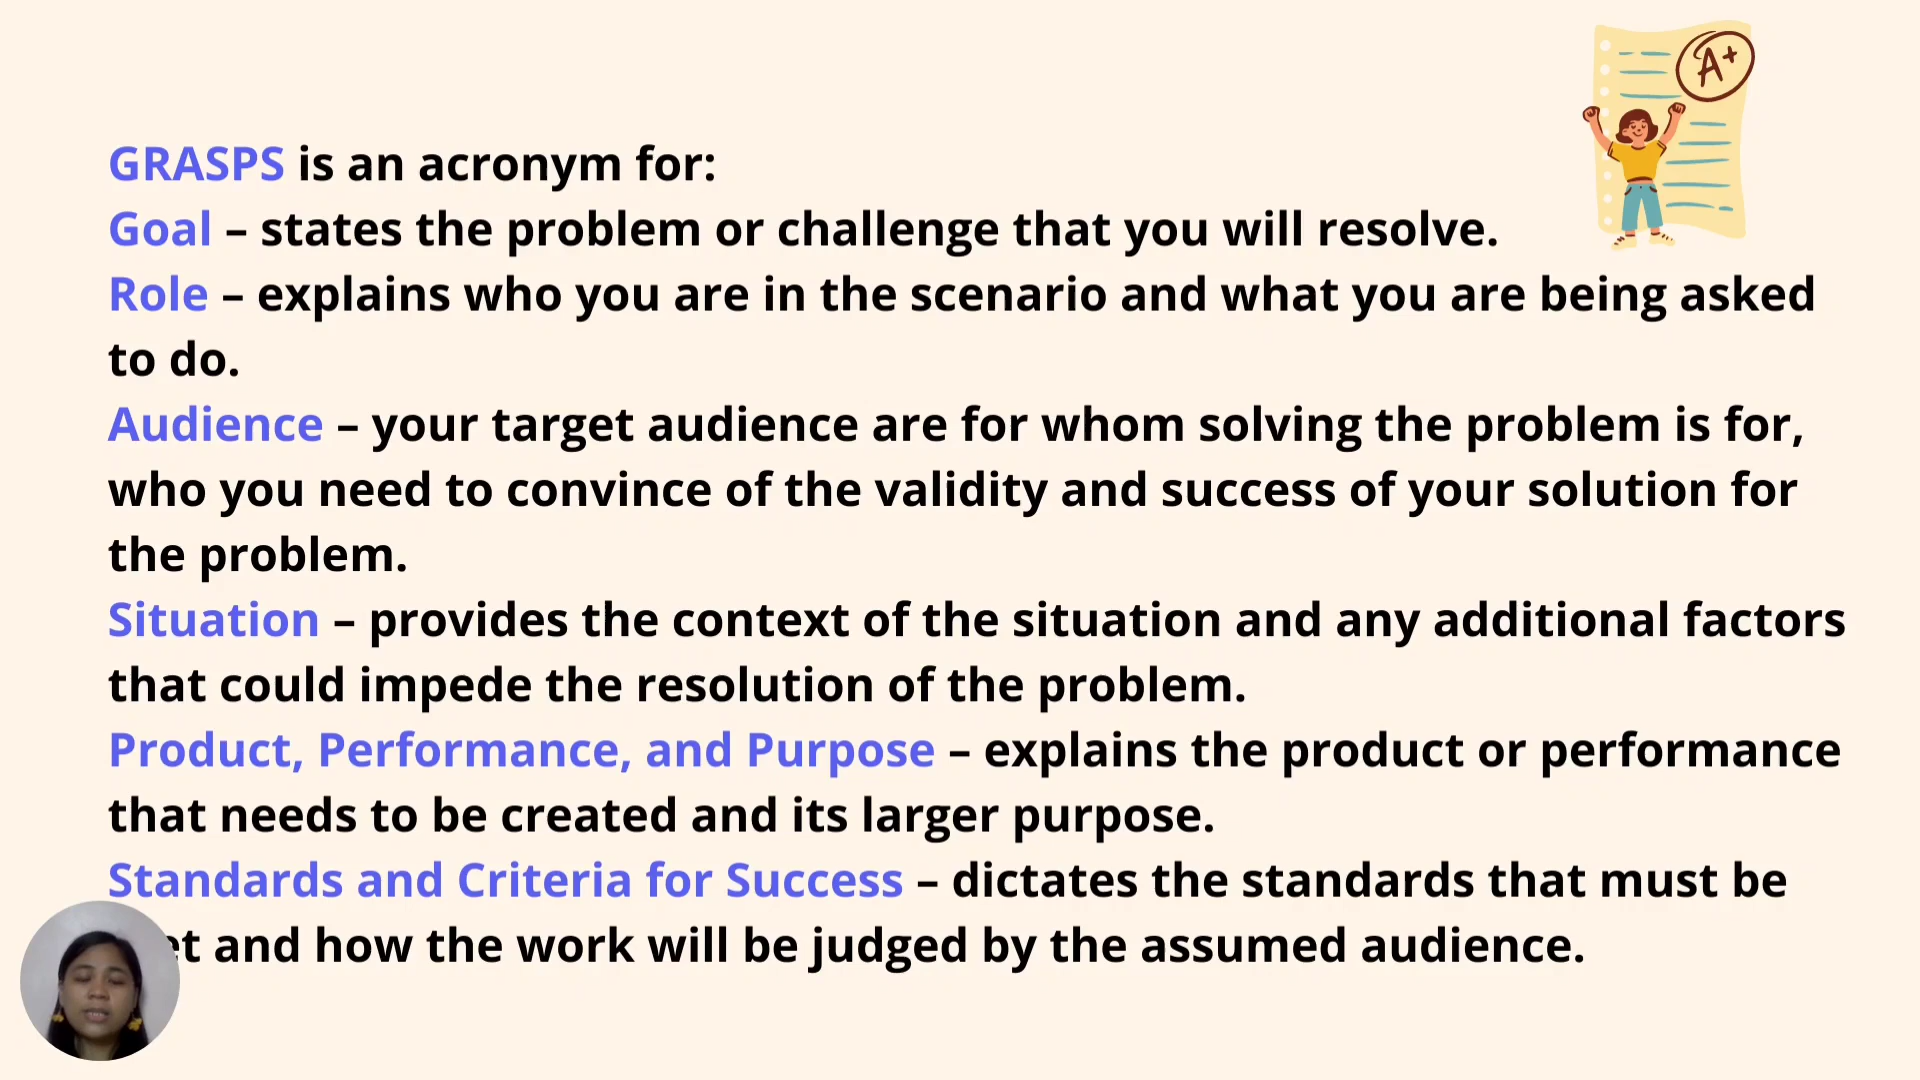 A+
GRASPS is an acronym for:
Goal – states the problem or challenge that you will resolve.
Role – explains who you are in the scenario and what you are being asked
to do.
Audience – your target audience are for whom solving the problem is for,
who you need to convince of the validity and success of your solution for
the problem.
Situation – provides the context of the situation and any additional factors
that could impede the resolution of the problem.
Product, Performance, and Purpose – explains the product or performance
that needs to be created and its larger purpose.
Standards and Criteria for Success – dictates the standards that must be
and how the work will be judged by the assumed audience.